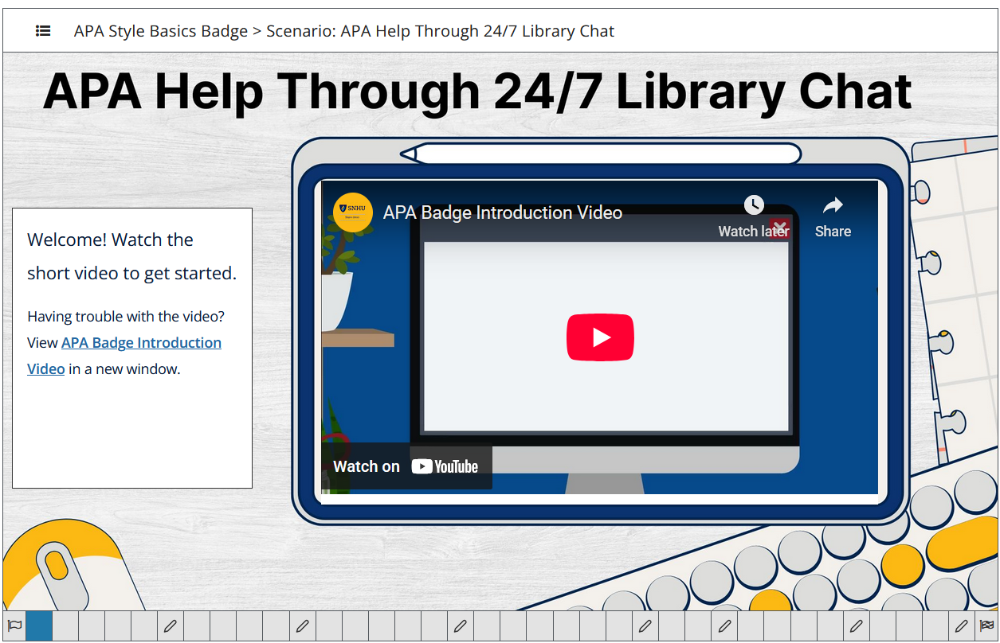 APA Style Basics Badge > Scenario: APA Help Through 24/7 Library Chat
APA Help Through 24/7 Library Chat
Welcome! Watch the
short video to get started.
Having trouble with the video?
View APA Badge Introduction
Video in a new window.
SNHU
APA Badge Introduction Video
Watch later
Share
Watch on YouTube